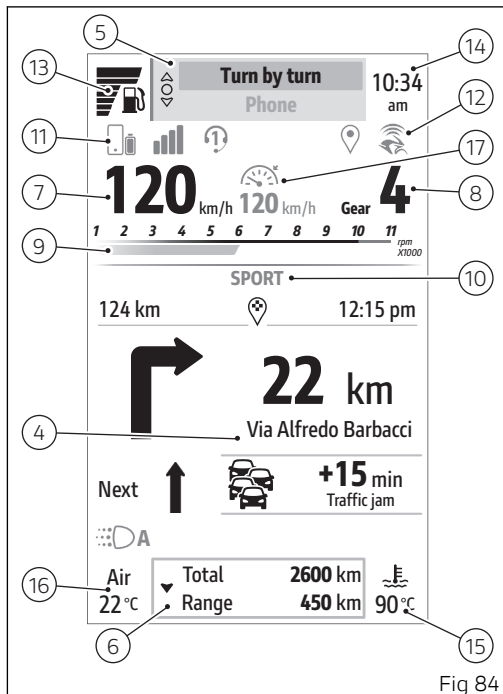 5
14
13
Turn by turn
10:34
Phone
am
12
11
1
17
7
120 km/h
120 km/h
Gear 4
8
1 2 3 4 5 6 7 8 9 10 11
9
rpm
X1000
SPORT
10
124 km
12:15 pm
22 km
4
Via Alfredo Barbacci
Next
+15 min
Traffic jam
A
16
Air
22 °C
Total 2600 km
Range 450 km
90 °C
6
15
Fig 84